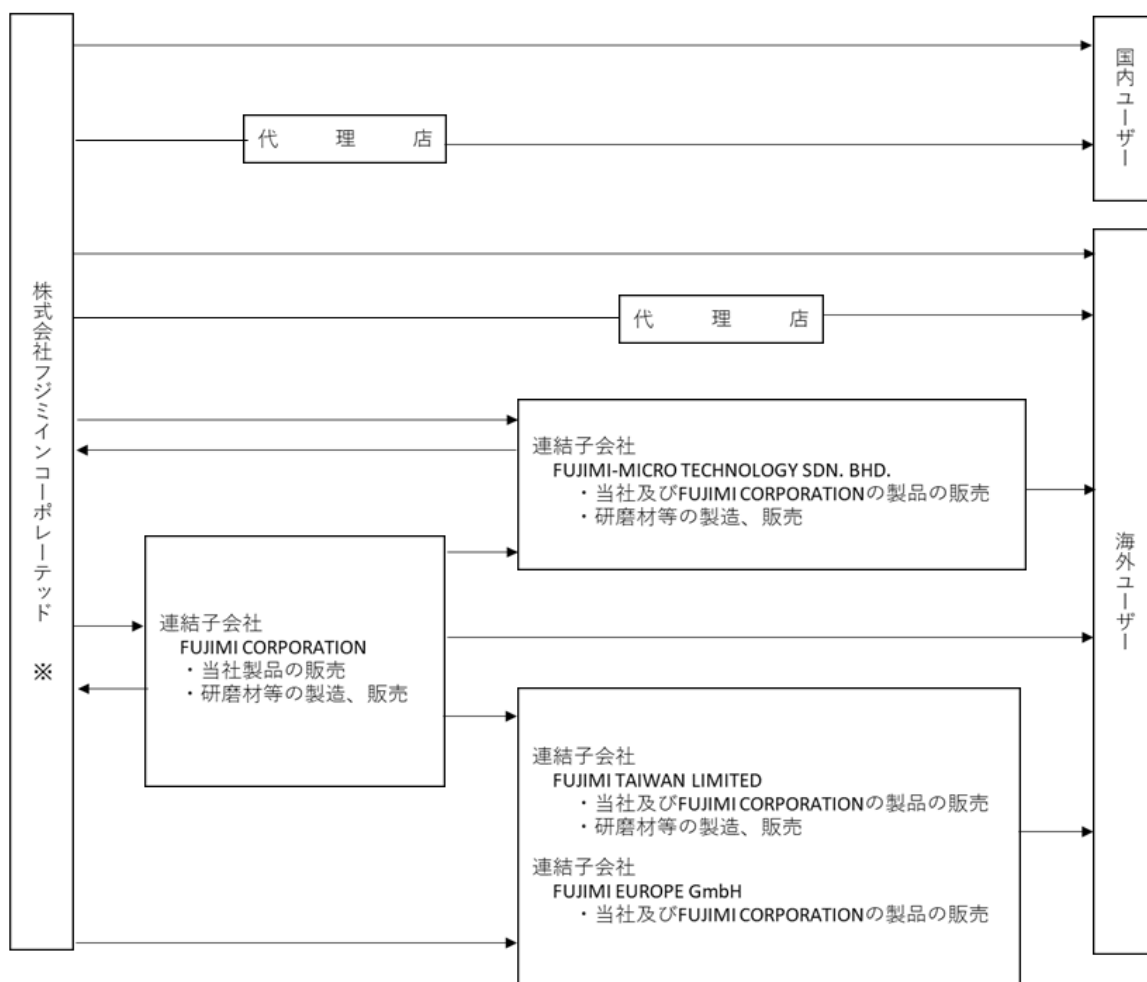 国内ユーザー
代理店
株式会社フジミインコーポレーテッド ※
代理店
海外ユーザー
連結子会社
FUJIMI-MICRO TECHNOLOGY SDN. BHD.
・当社及びFUJIMI CORPORATIONの製品の販売
・研磨材等の製造、販売
連結子会社
FUJIMI CORPORATION
・当社製品の販売
・研磨材等の製造、販売
連結子会社
FUJIMI TAIWAN LIMITED
・当社及びFUJIMI CORPORATIONの製品の販売
・研磨材等の製造、販売
連結子会社
FUJIMI EUROPE GmbH
・当社及びFUJIMI CORPORATIONの製品の販売